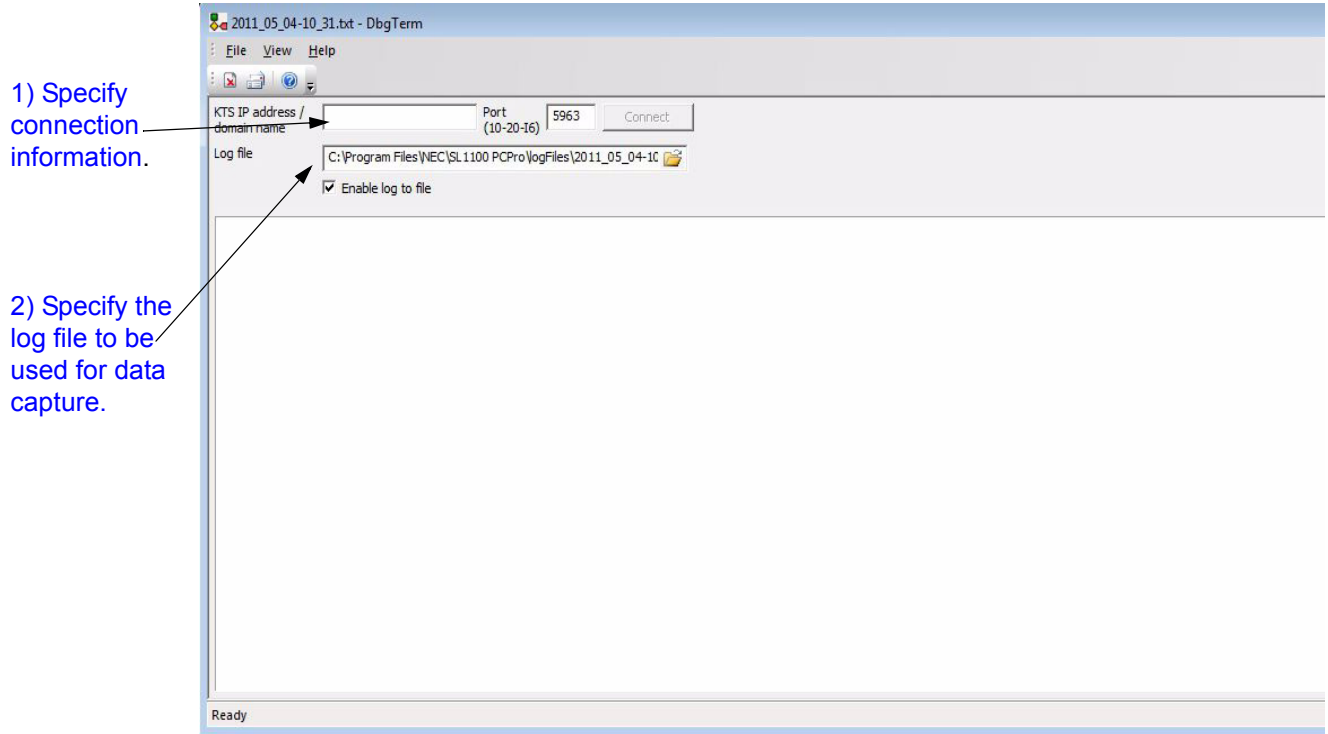 2011_05_04-10_31.txt - DbgTerm
File View Help
1) Specify
connection
information.
KTS IP address /
domain name
Port
(10-20-16)
5963
Connect
Log file
C:\Program Files\NEC\SL1100 PCPro\logFiles\2011_05_04-10
Enable log to file
2) Specify the
log file to be
used for data
capture.
Ready